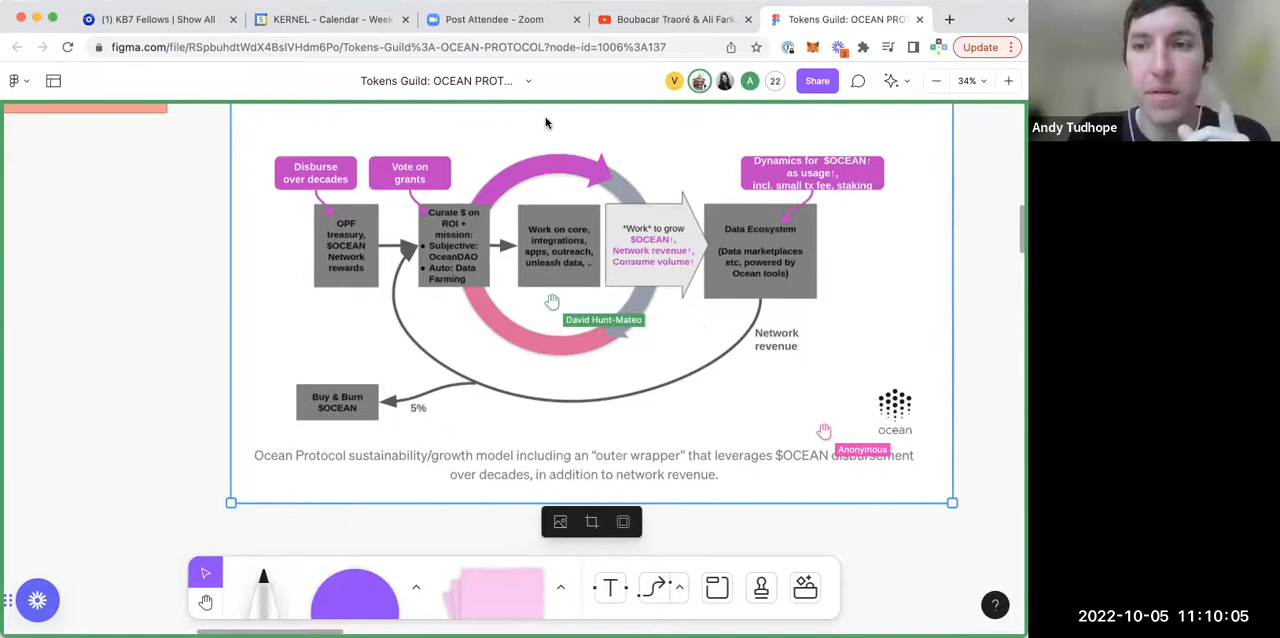 (1) KB7 Fellows | Show All
KERNEL - Calendar - Week
Post Attendee - Zoom
Boubacar Traoré & Ali Fark
Tokens Guild: OCEAN PRO
figma.com/file/RSpbuhdtWdX4BslVHdm6Po/Tokens-Guild%3A-OCEAN-PROTOCOL?node-id=1006%3A137
3
Update
Tokens Guild: OCEAN PROT...
V
A
22
Share
34%
Andy Tudhope
Disburse
over decades
Vote on
grants
Dynamics for $OCEAN↑
as usage↑,
incl, small tx fee, staking
OPF
treasury,
$OCEAN
Network
rewards
Curate $ on
ROI +
mission:
• Subjective:
OceanDAO
• Auto: Data
Farming
Work on core,
integrations,
apps, outreach,
unleash data, ..
*Work* to grow
$OCEAN↑,
Network revenue↑,
Consume volume↑
Data Ecosystem
(Data marketplaces
etc, powered by
Ocean tools)
David Hunt-Mateo
Network
revenue
Buy & Burn
$OCEAN
5%
ocean
Anonymous
Ocean Protocol sustainability/growth model including an “outer wrapper” that leverages $OCEAN disbursement
over decades, in addition to network revenue.
T
?
2022-10-05 11:10:05